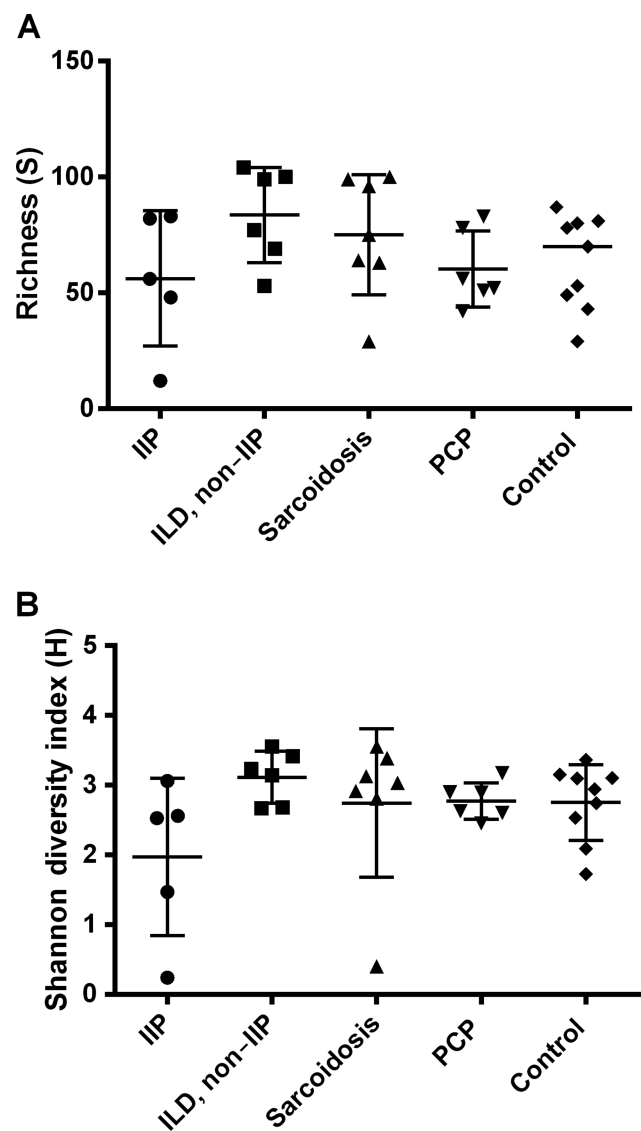 A
150
100
50
0
Richness (S)
IIP
ILD, non-IIP
Sarcoidosis
PCP
Control
B
5
4
3
2
1
0
Shannon diversity index (H)
IIP
ILD, non-IIP
Sarcoidosis
PCP
Control